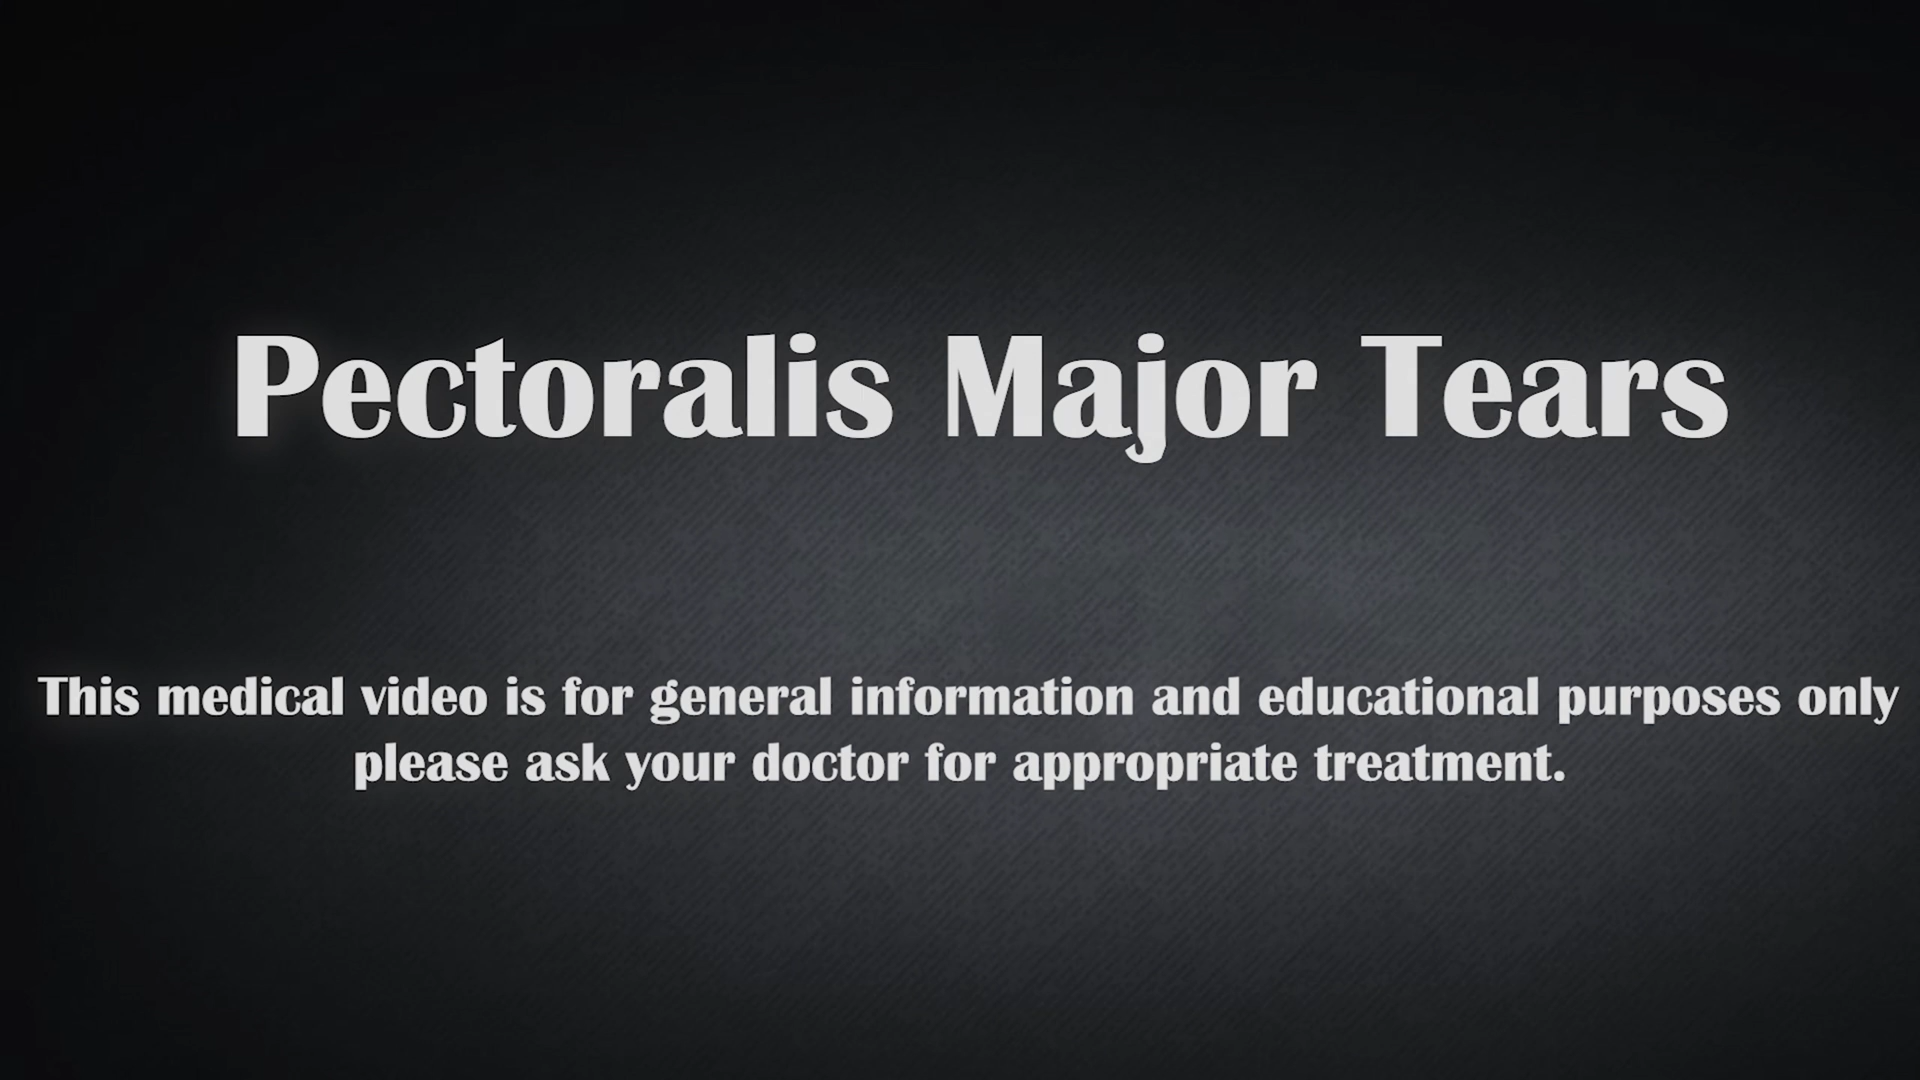 Pectoralis Major Tears
This medical video is for general information and educational purposes only
please ask your doctor for appropriate treatment.